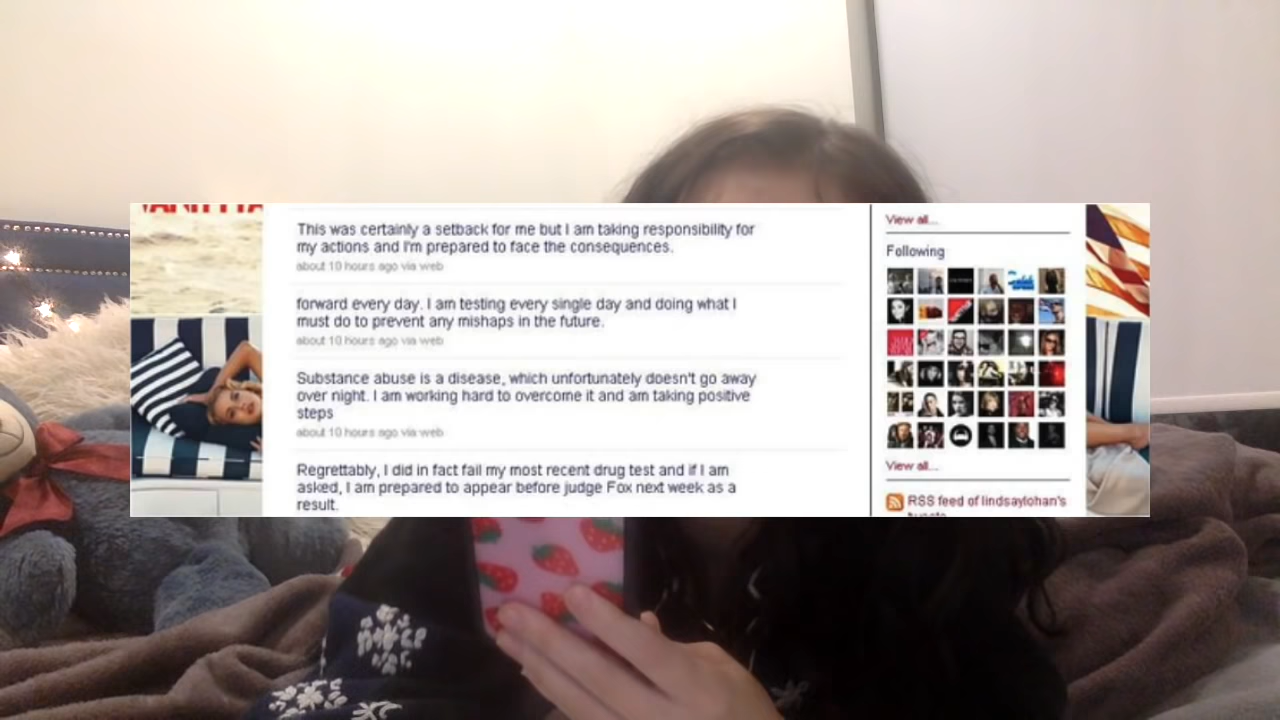 This was certainly a setback for me but I am taking responsibility for
my actions and I'm prepared to face the consequences.
about 10 hours ago via web
forward every day. I am testing every single day and doing what I
must do to prevent any mishaps in the future.
about 10 hours ago via web
Substance abuse is a disease, which unfortunately doesn't go away
over night. I am working hard to overcome it and am taking positive
steps
about 10 hours ago via web
Regrettably, I did in fact fail my most recent drug test and if I am
asked, I am prepared to appear before judge Fox next week as a
result.
View all...
Following
View all...
RSS feed of lindsaylohan's